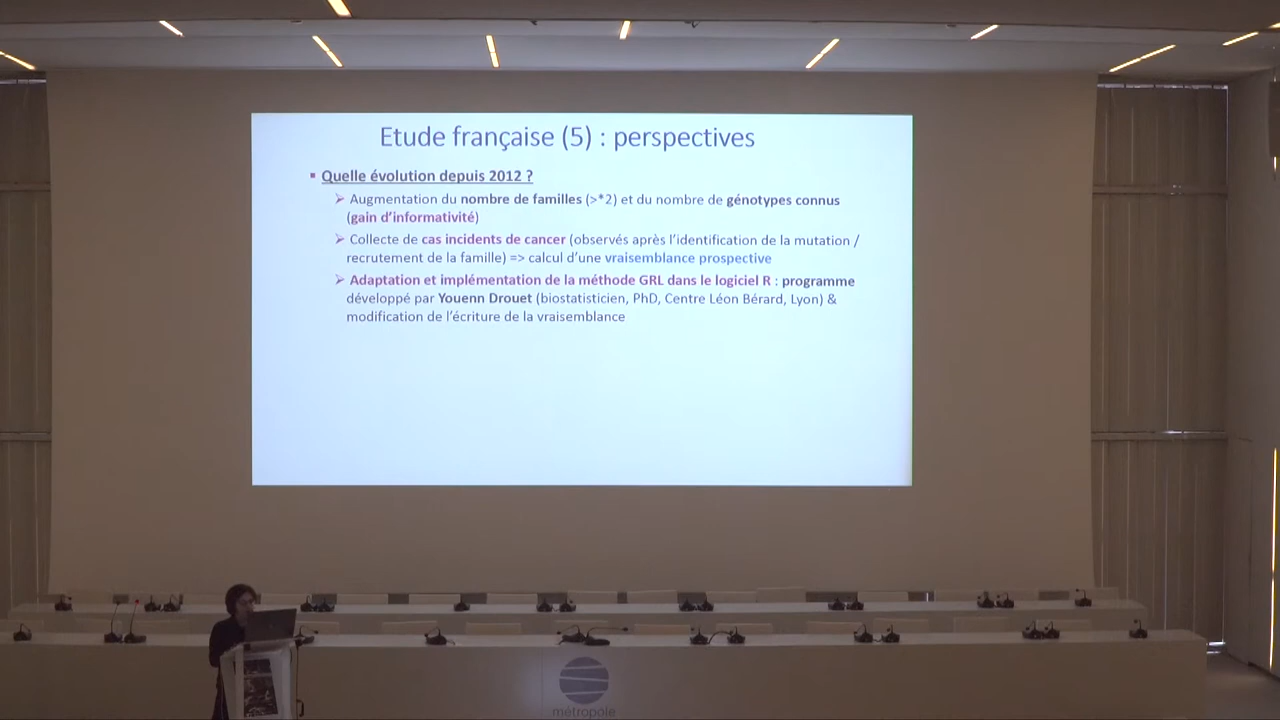 Etude française (5) : perspectives
▪ Quelle évolution depuis 2012 ?
➢ Augmentation du nombre de familles (>*2) et du nombre de génotypes connus
(gain d'informativité)
➢ Collecte de cas incidents de cancer (observés après l'identification de la mutation /
recrutement de la famille) => calcul d'une vraisemblance prospective
➢ Adaptation et implémentation de la méthode GRL dans le logiciel R : programme
développé par Youenn Drouet (biostatisticien, PhD, Centre Léon Bérard, Lyon) &
modification de l'écriture de la vraisemblance
métropole